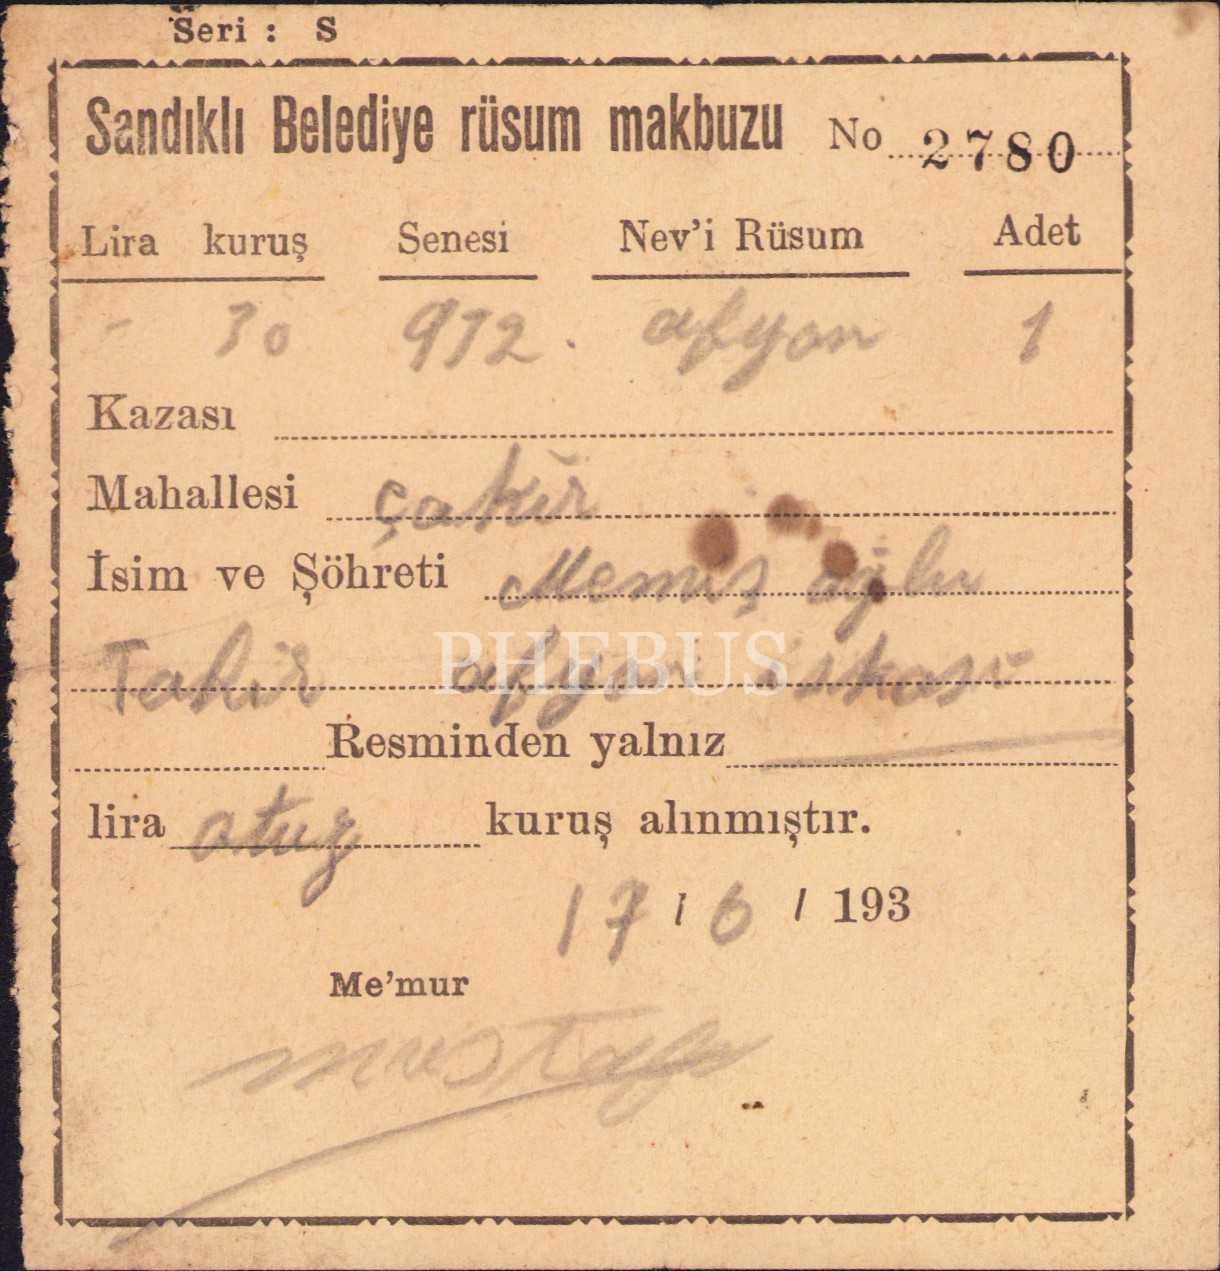 Seri : S
Sandıklı Belediye rüsum makbuzu No 2780
Lira kuruş Senesi Nev'i Rüsum Adet
- 30 932 . afyon 1
Kazası
Mahallesi çakır
İsim ve Şöhreti Memiş oğlu
Tahir afyon
PHEBUS
Resminden yalnız
lira otuz kuruş alınmıştır.
17 / 6 / 193
Me'mur
mustafa